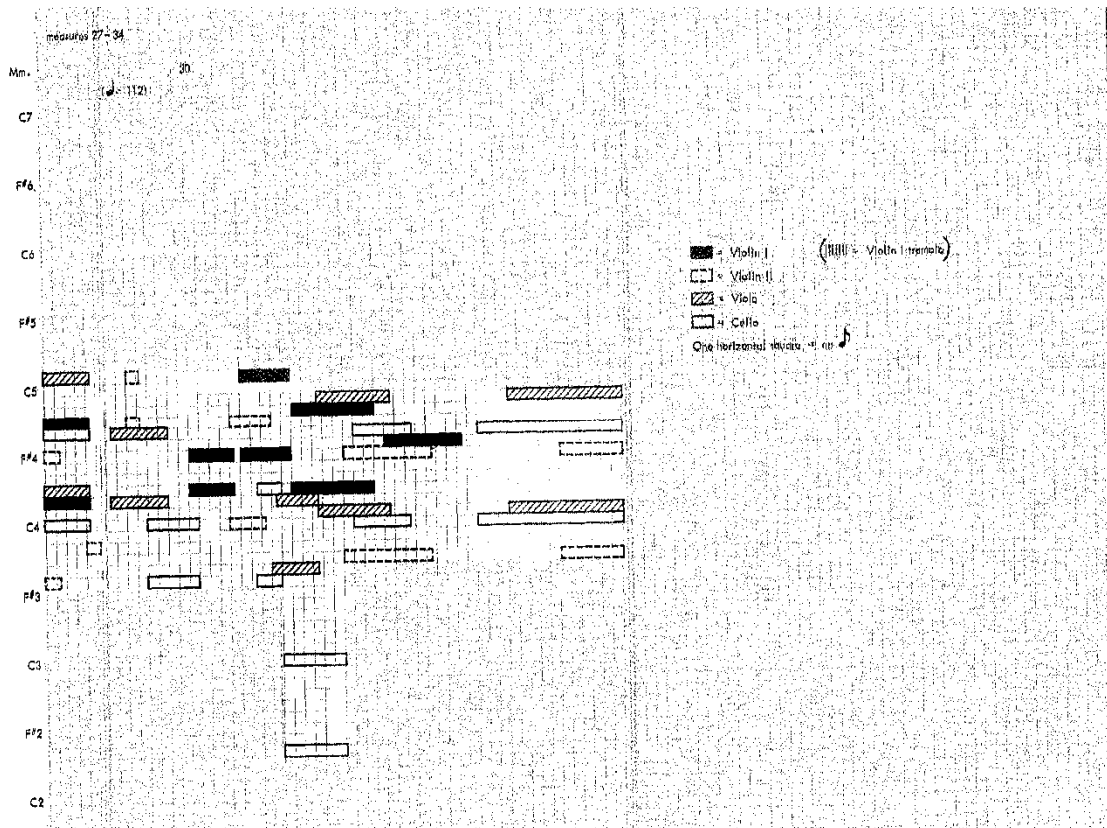 measures 27-34
Mm. 30
(♩= 112)
C7
F#6
C6
F#5
C5
F#4
C4
F#3
C3
F#2
C2
= Violin I (= Violin I tremolo)
= Violin II
= Viola
= Cello
One horizontal square = an ♪